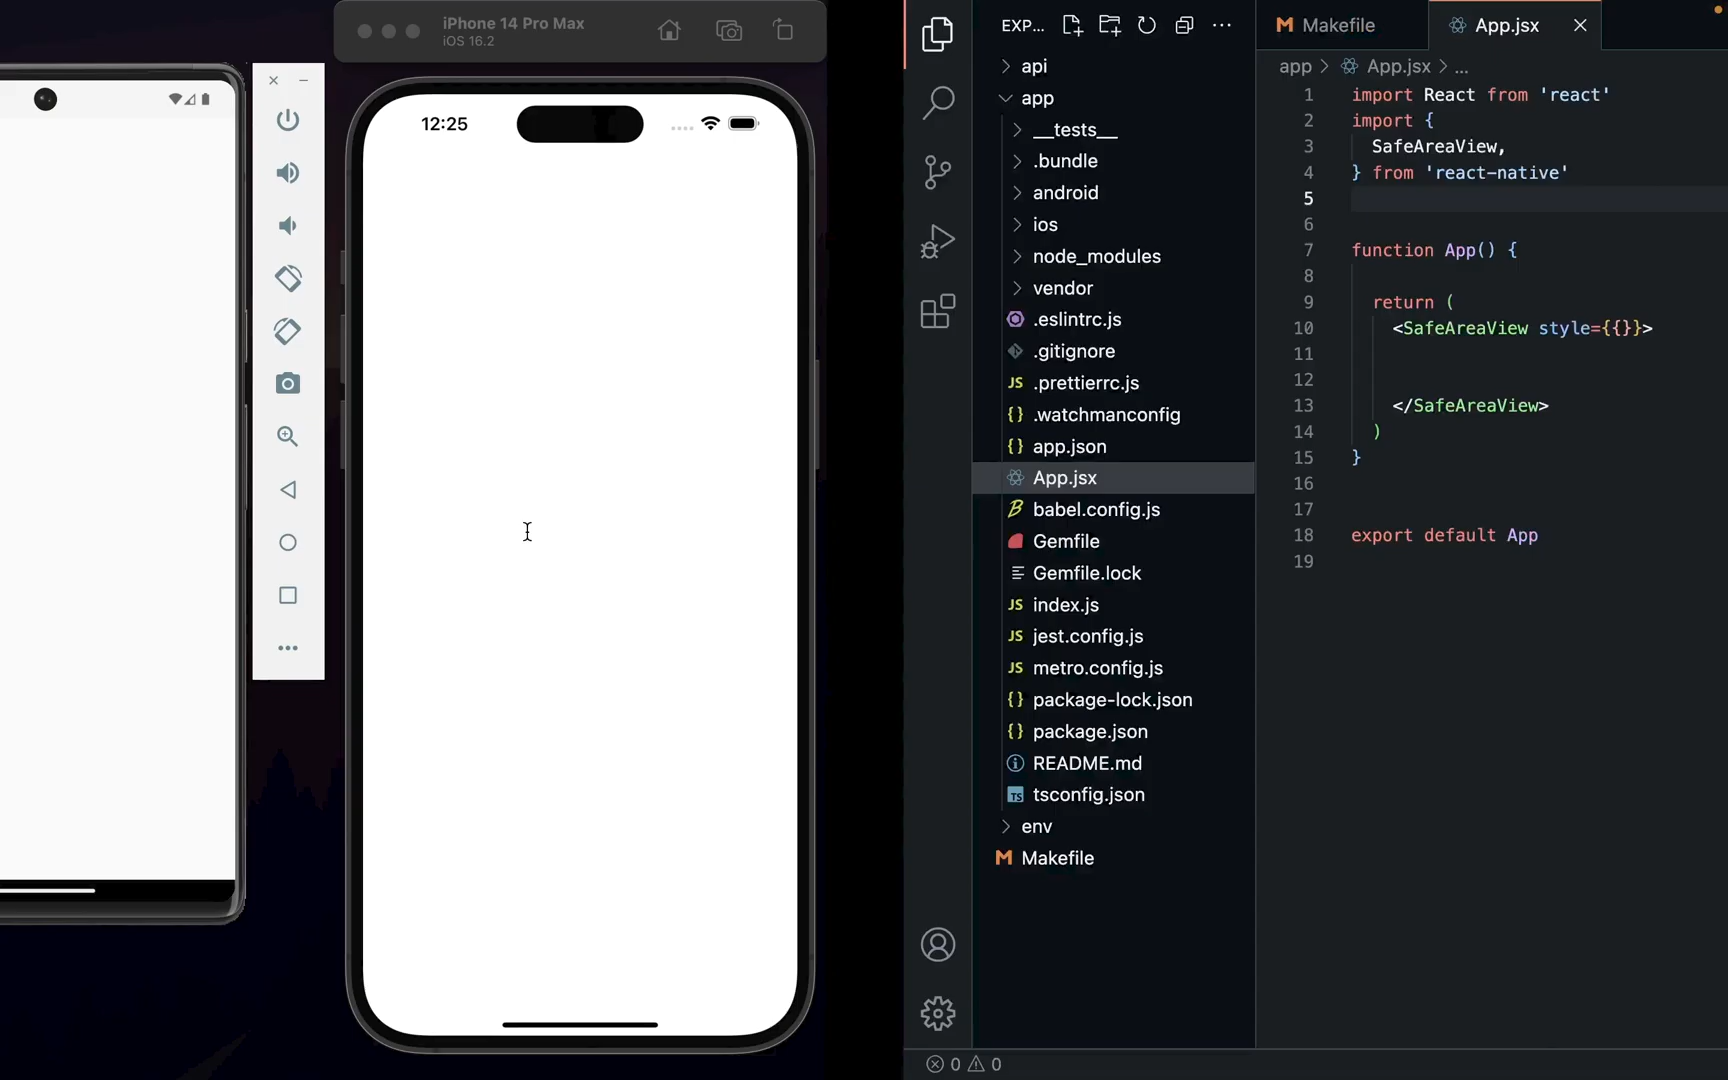 iPhone 14 Pro Max
iOS 16.2
12:25
EXP...
api
app
__tests__
.bundle
android
ios
node_modules
vendor
.eslintrc.js
.gitignore
JS .prettierrc.js
{} .watchmanconfig
{} app.json
App.jsx
babel.config.js
Gemfile
Gemfile.lock
JS index.js
JS jest.config.js
JS metro.config.js
{} package-lock.json
{} package.json
README.md
TS tsconfig.json
env
M Makefile
M Makefile
App.jsx
app > App.jsx > ...
1 import React from 'react'
2 import {
3 SafeAreaView,
4 } from 'react-native'
5
6
7 function App() {
8
9 return (
10 <SafeAreaView style={{}}>
11
12
13 </SafeAreaView>
14 )
15 }
16
17
18 export default App
19
0 0